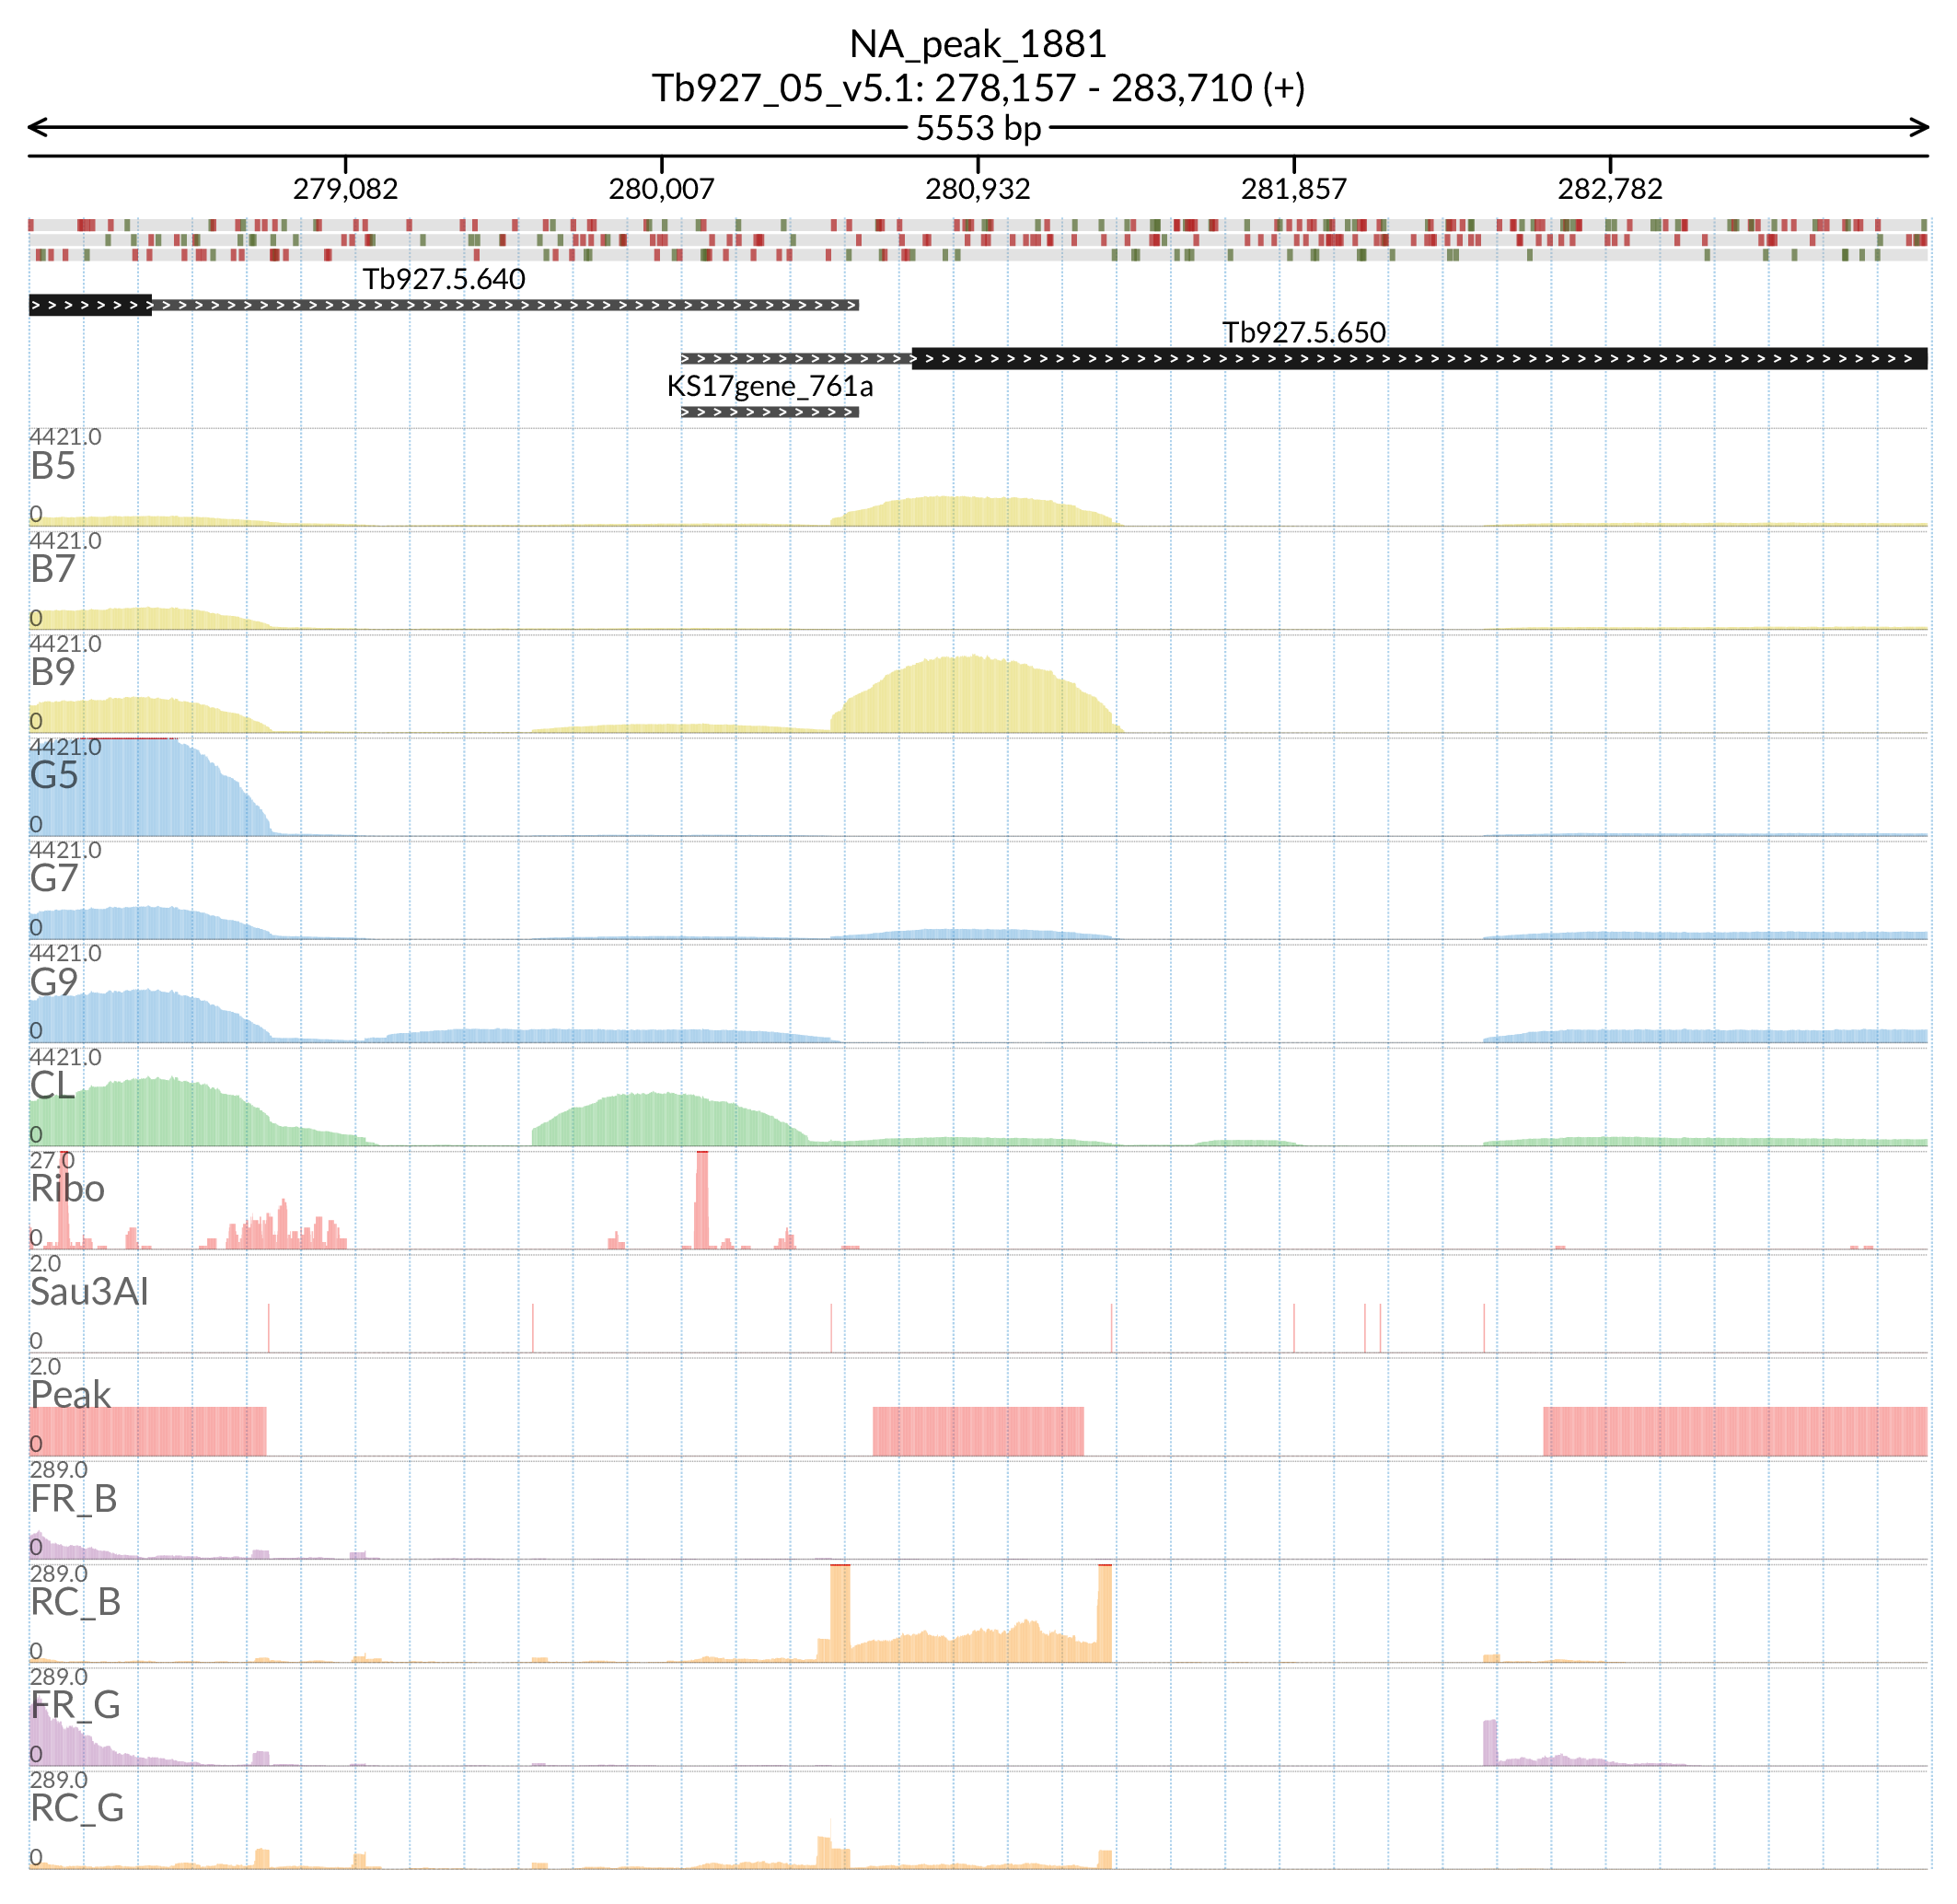 NA_peak_1881
Tb927_05_v5.1: 278,157 - 283,710 (+)
5553 bp
279,082 280,007 280,932 281,857 282,782
Tb927.5.640
Tb927.5.650
KS17gene_761a
4421.0
B5
0
4421.0
B7
0
4421.0
B9
0
4421.0
G5
0
4421.0
G7
0
4421.0
G9
0
4421.0
CL
0
27.0
Ribo
0
2.0
Sau3AI
0
2.0
Peak
0
289.0
FR_B
0
289.0
RC_B
0
289.0
FR_G
0
289.0
RC_G
0